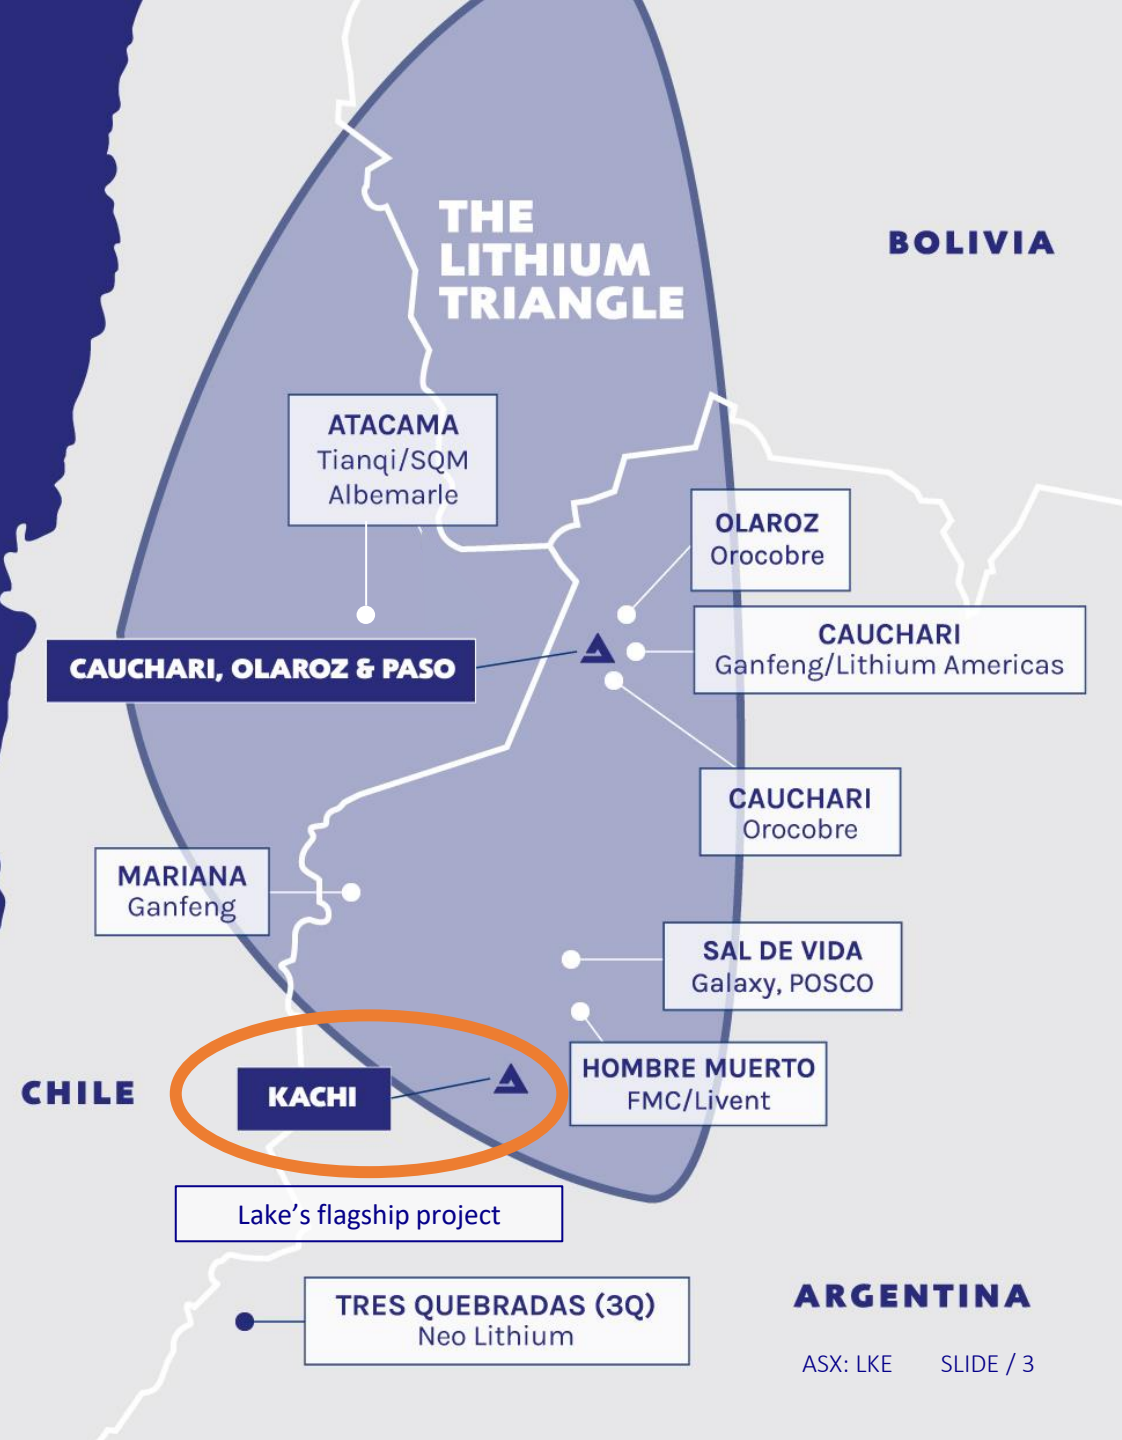 THE
LITHIUM
TRIANGLE
BOLIVIA
ATACAMA
Tianqi/SQM
Albemarle
OLAROZ
Orocobre
CAUCHARI
Ganfeng/Lithium Americas
CAUCHARI, OLAROZ & PASO
CAUCHARI
Orocobre
MARIANA
Ganfeng
SAL DE VIDA
Galaxy, POSCO
HOMBRE MUERTO
FMC/Livent
CHILE
KACHI
Lake’s flagship project
TRES QUEBRADAS (3Q)
Neo Lithium
ARGENTINA
ASX: LKE SLIDE / 3